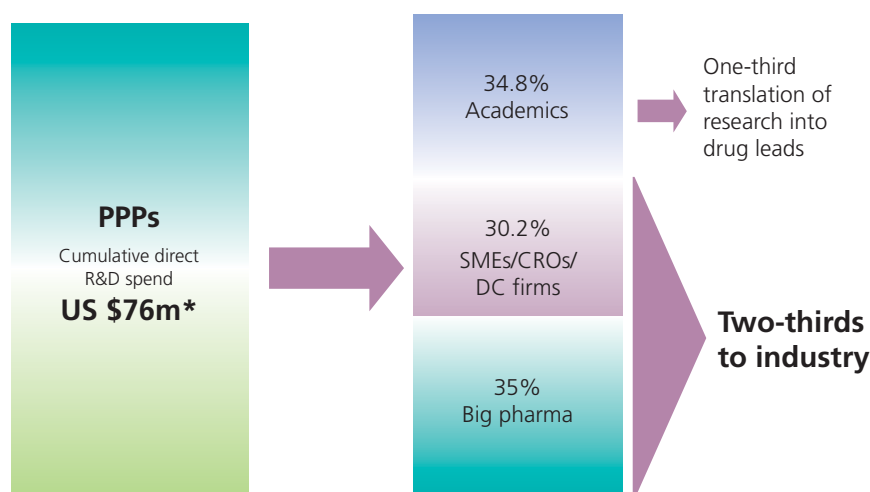 PPPs
Cumulative direct
R&D spend
US $76m*
34.8%
Academics
30.2%
SMEs/CROs/
DC firms
35%
Big pharma
One-third
translation of
research into
drug leads
Two-thirds
to industry